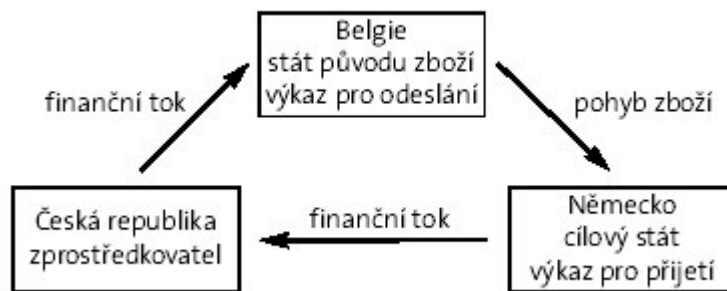 Belgie
stát původu zboží
výkaz pro odeslání
finanční tok
pohyb zboží
Česká republika
zprostředkovatel
finanční tok
Německo
cílový stát
výkaz pro přijetí